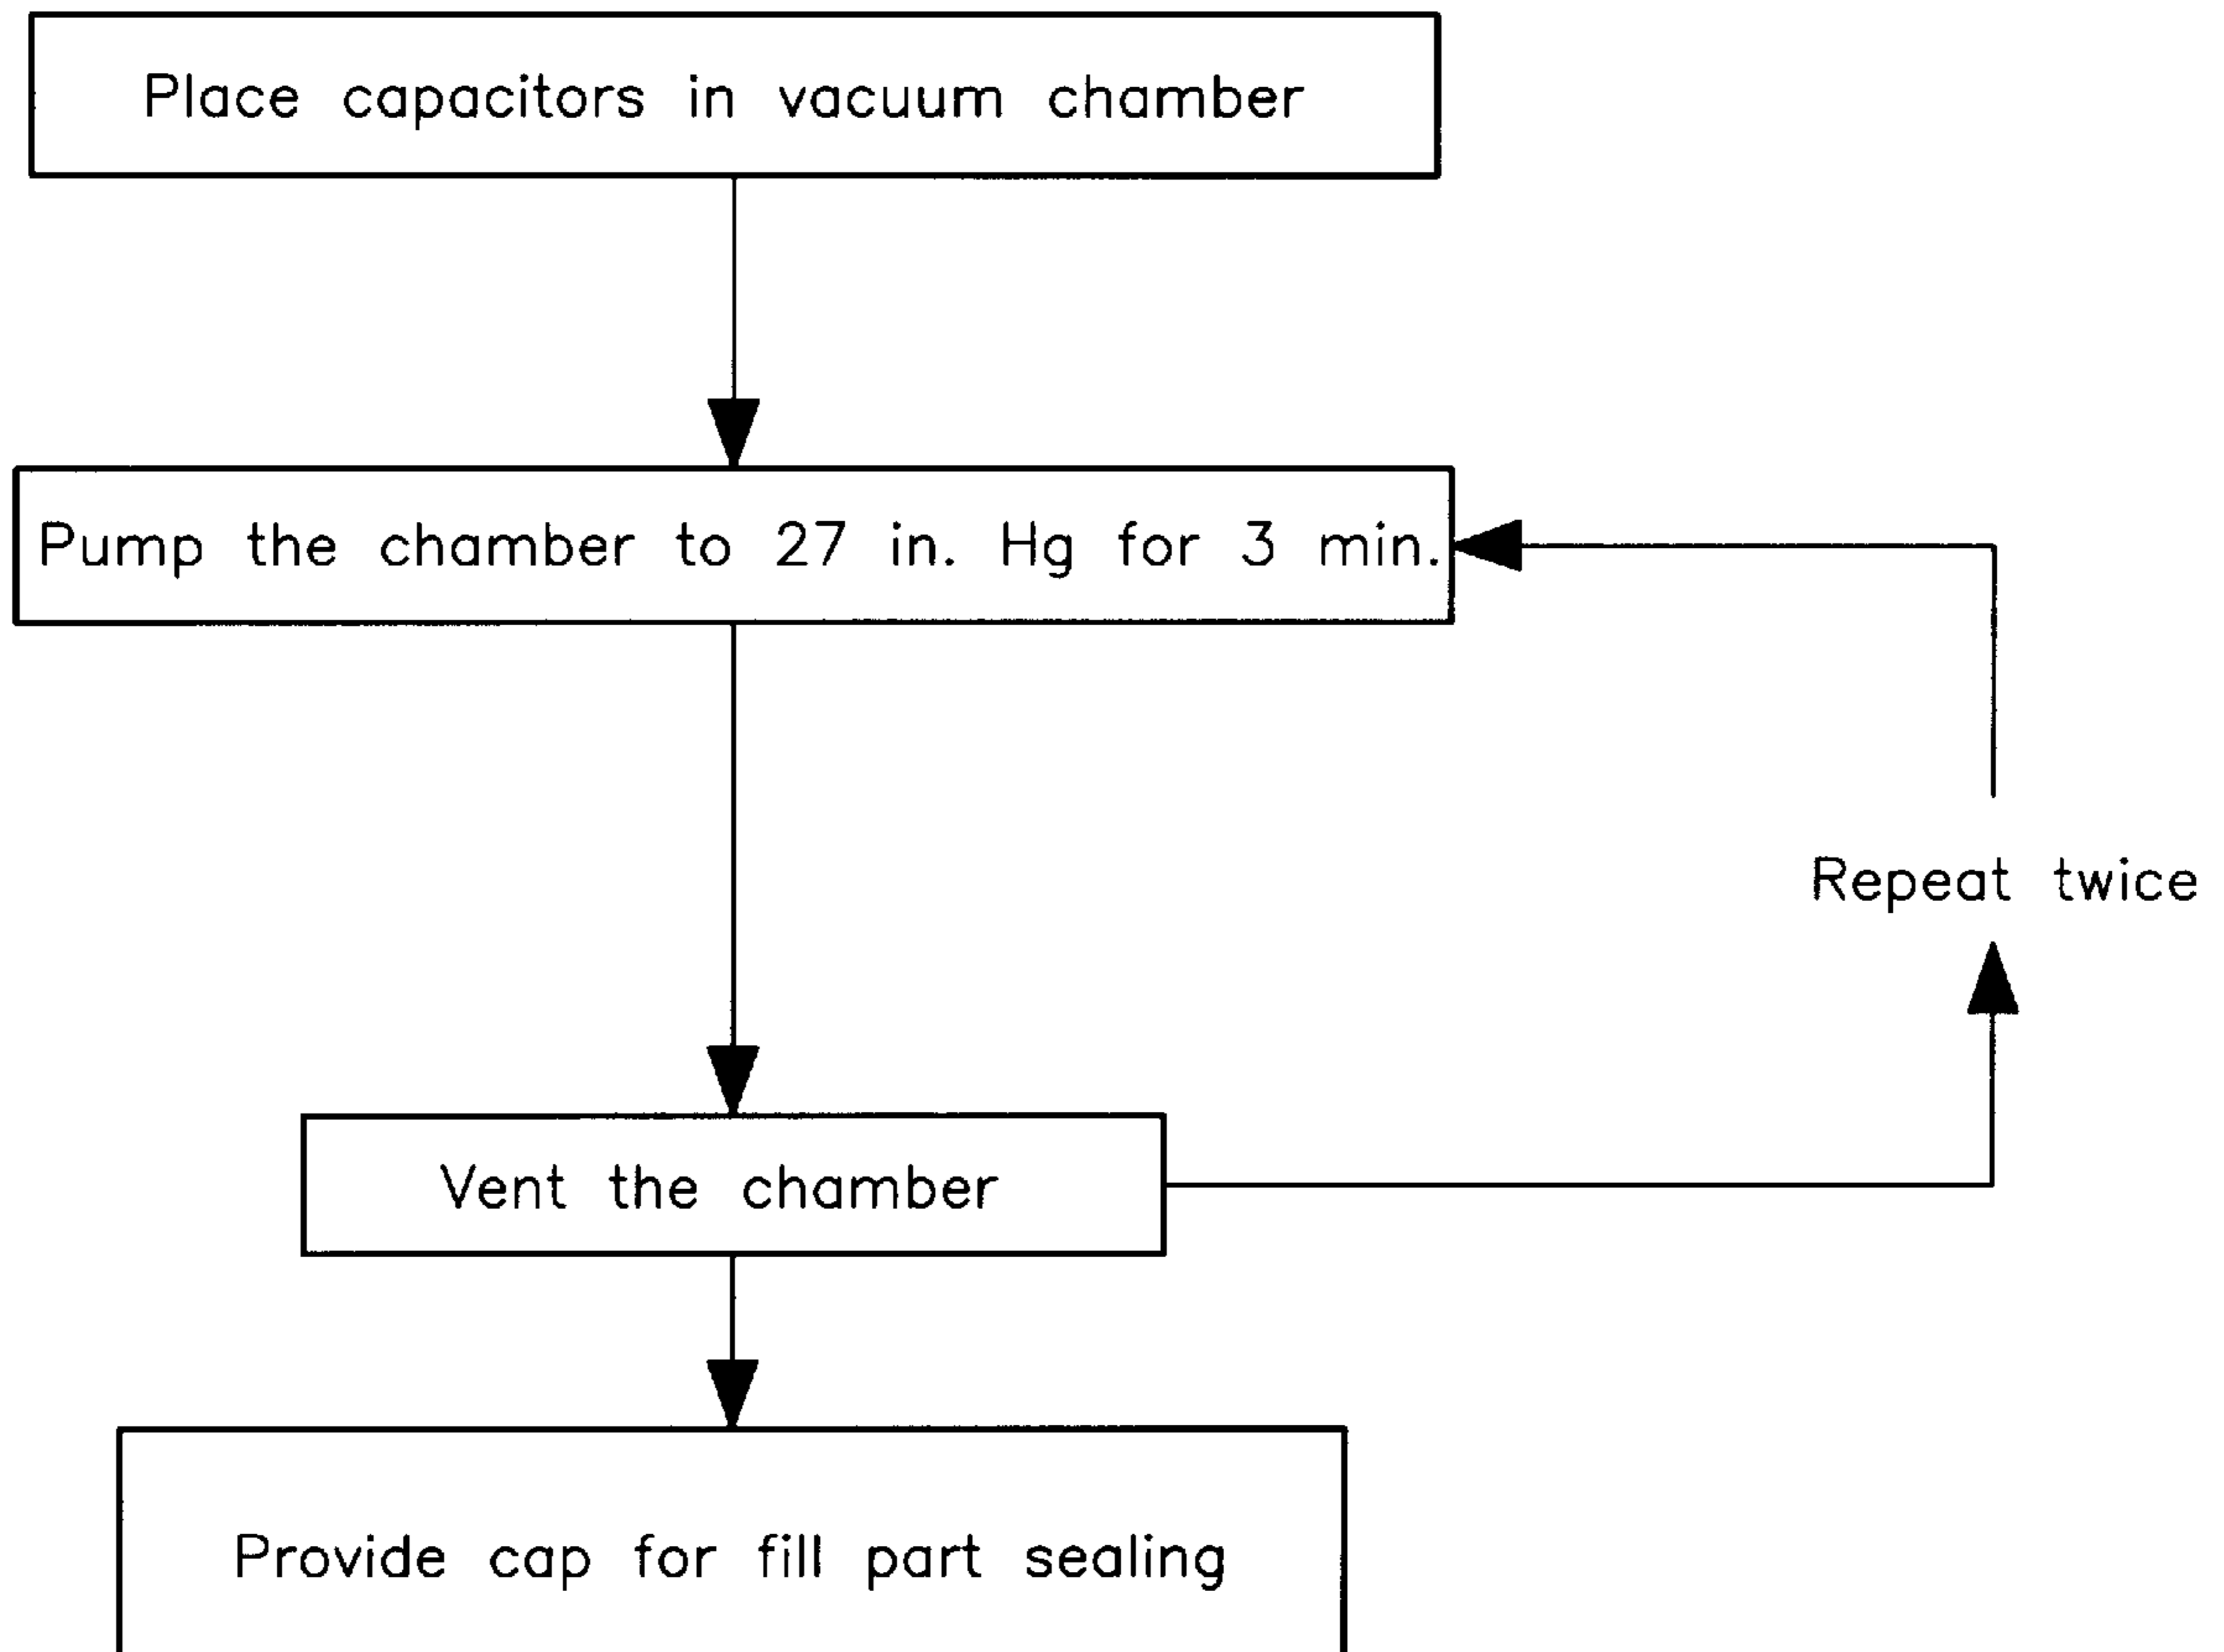 Place capacitors in vacuum chamber
Pump the chamber to 27 in. Hg for 3 min.
Repeat twice
Vent the chamber
Provide cap for fill part sealing